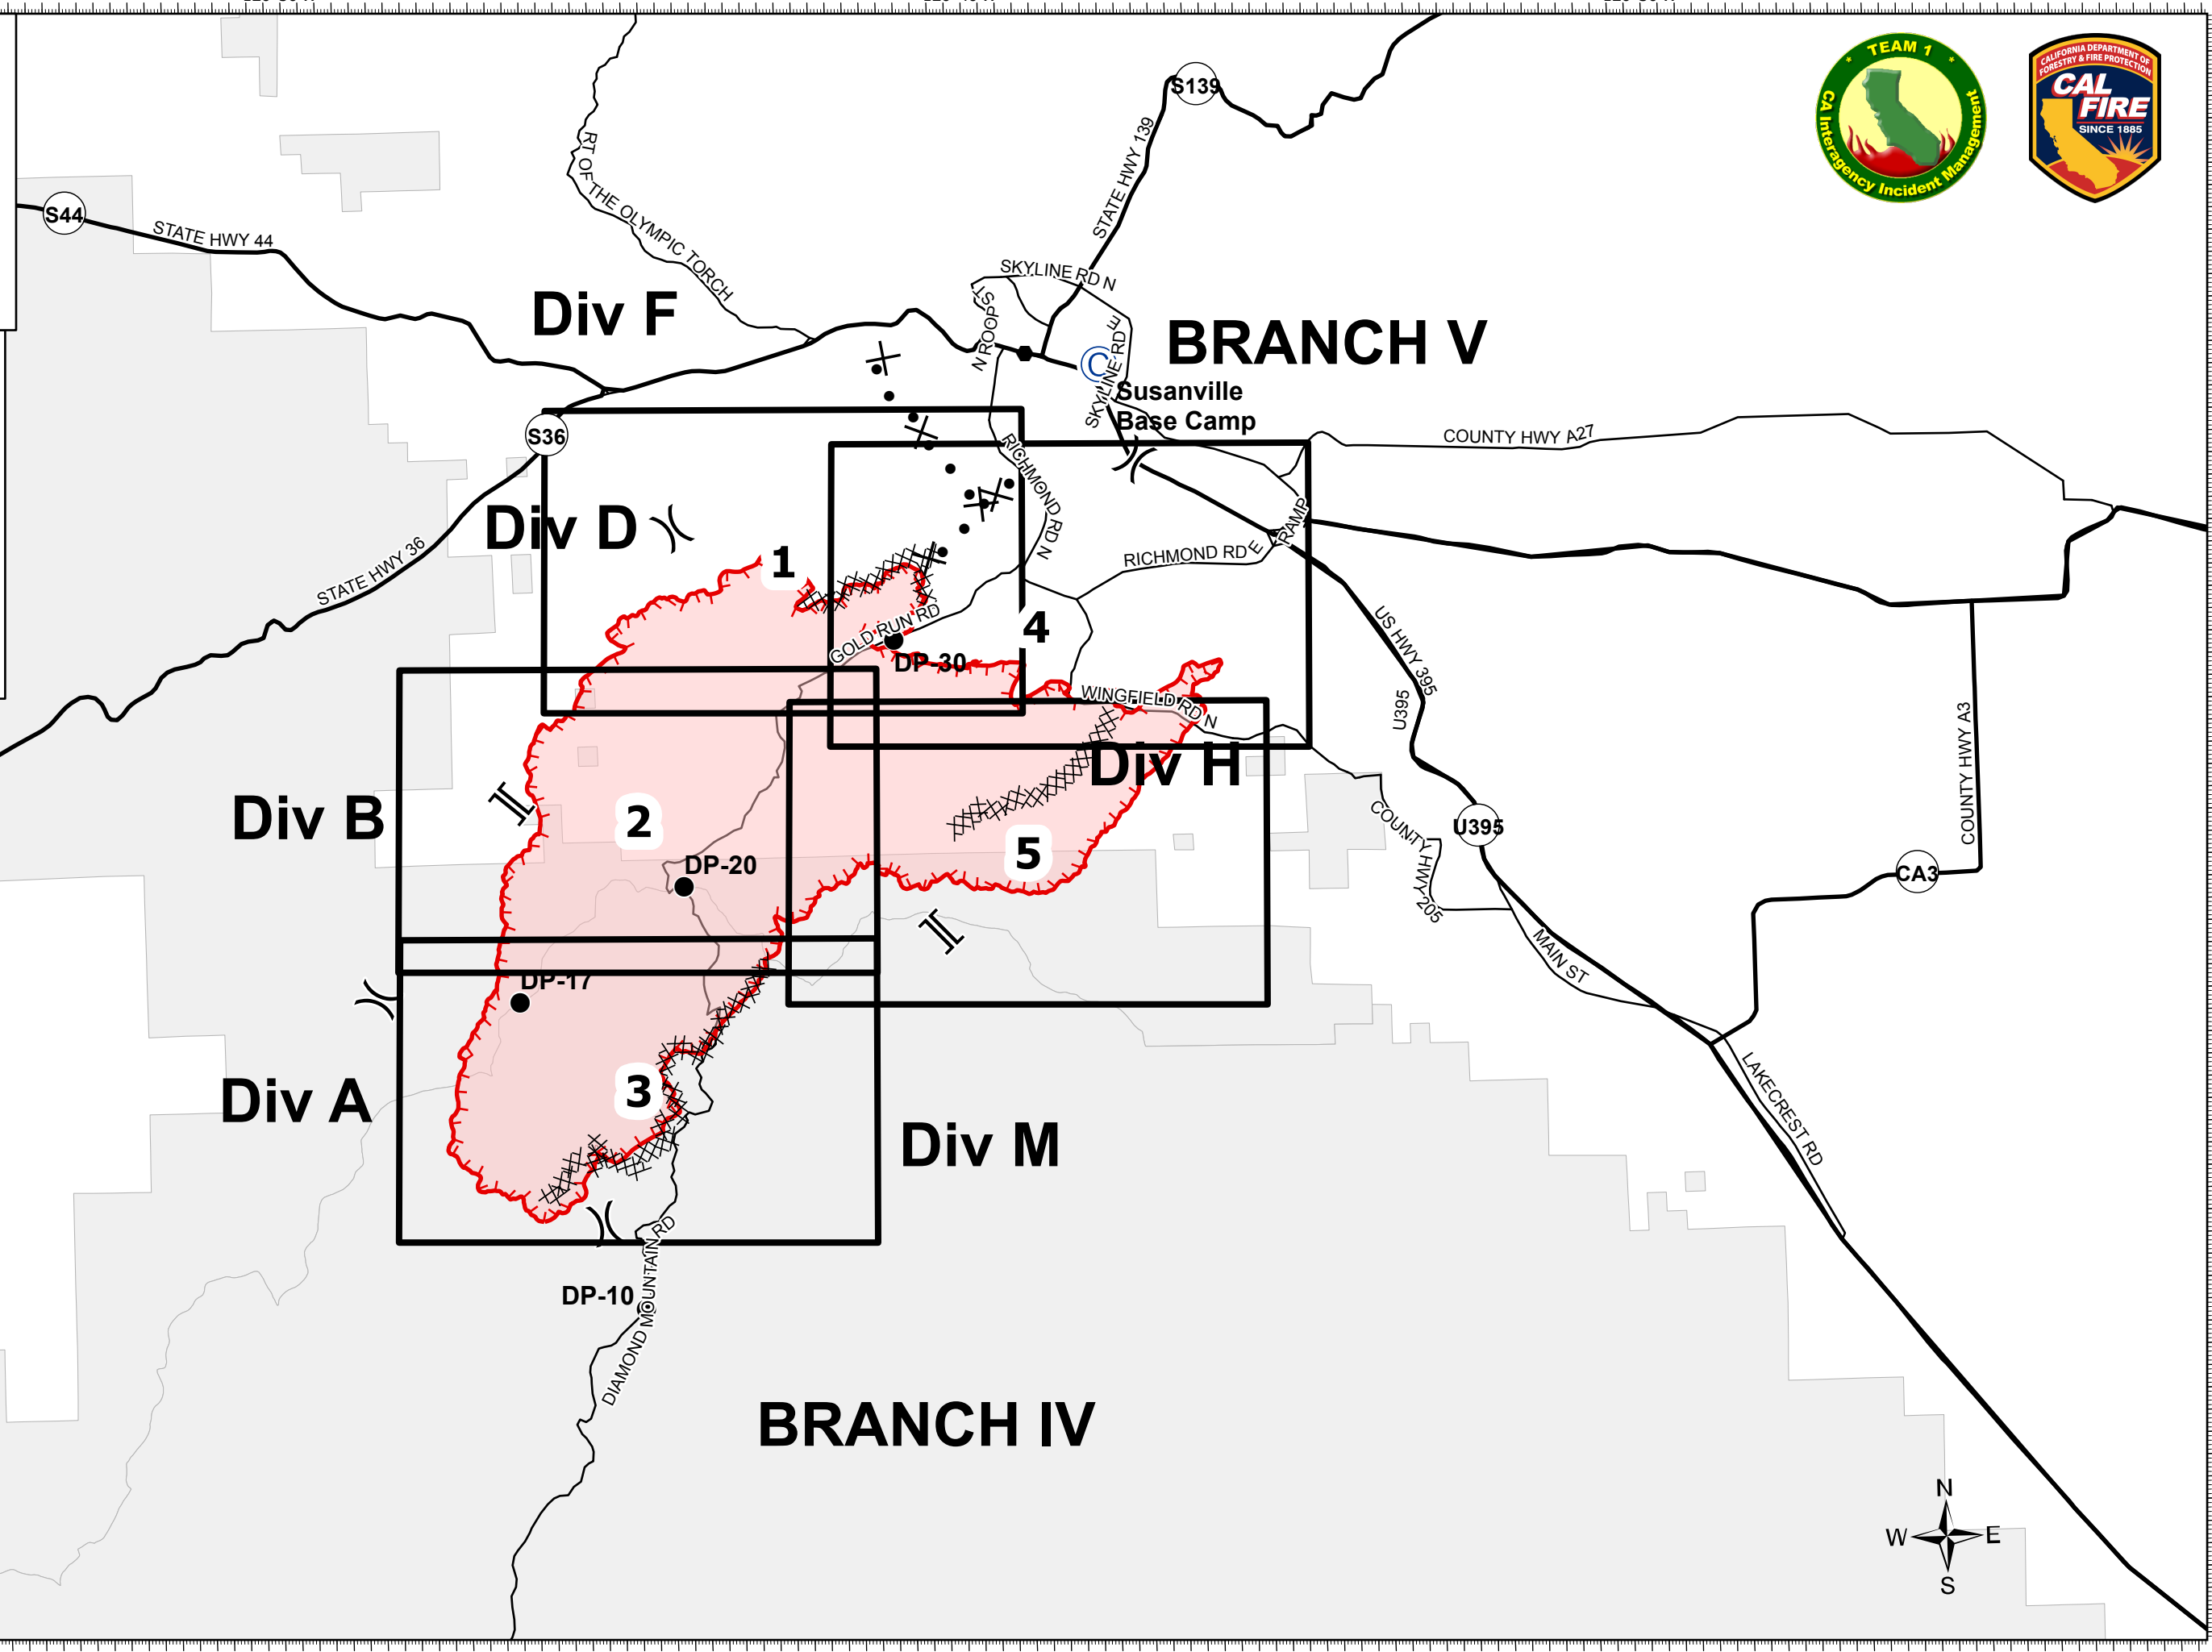 TEAM 1
CA Interagency Incident Management
CALIFORNIA DEPARTMENT OF
FORESTRY & FIRE PROTECTION
CAL
FIRE
SINCE 1885
S139
STATE HWY 139
RT OF THE OLYMPIC TORCH
S44
STATE HWY 44
SKYLINE RD N
N ROOP ST
SKYLINE RD E
Div F
BRANCH V
C
Susanville
Base Camp
S36
STATE HWY 36
COUNTY HWY A27
RICHMOND RD N
RAMP
RICHMOND RD E
Div D
1
GOLD RUN RD
4
DP-30
US HWY 395
U395
WINGFIELD RD N
COUNTY HWY A3
Div H
Div B
2
5
COUNTY HWY 205
U395
DP-20
CA3
MAIN ST
DP-17
Div A
3
Div M
LAKECREST RD
DP-10
DIAMOND MOUNTAIN RD
BRANCH IV
N
W
E
S